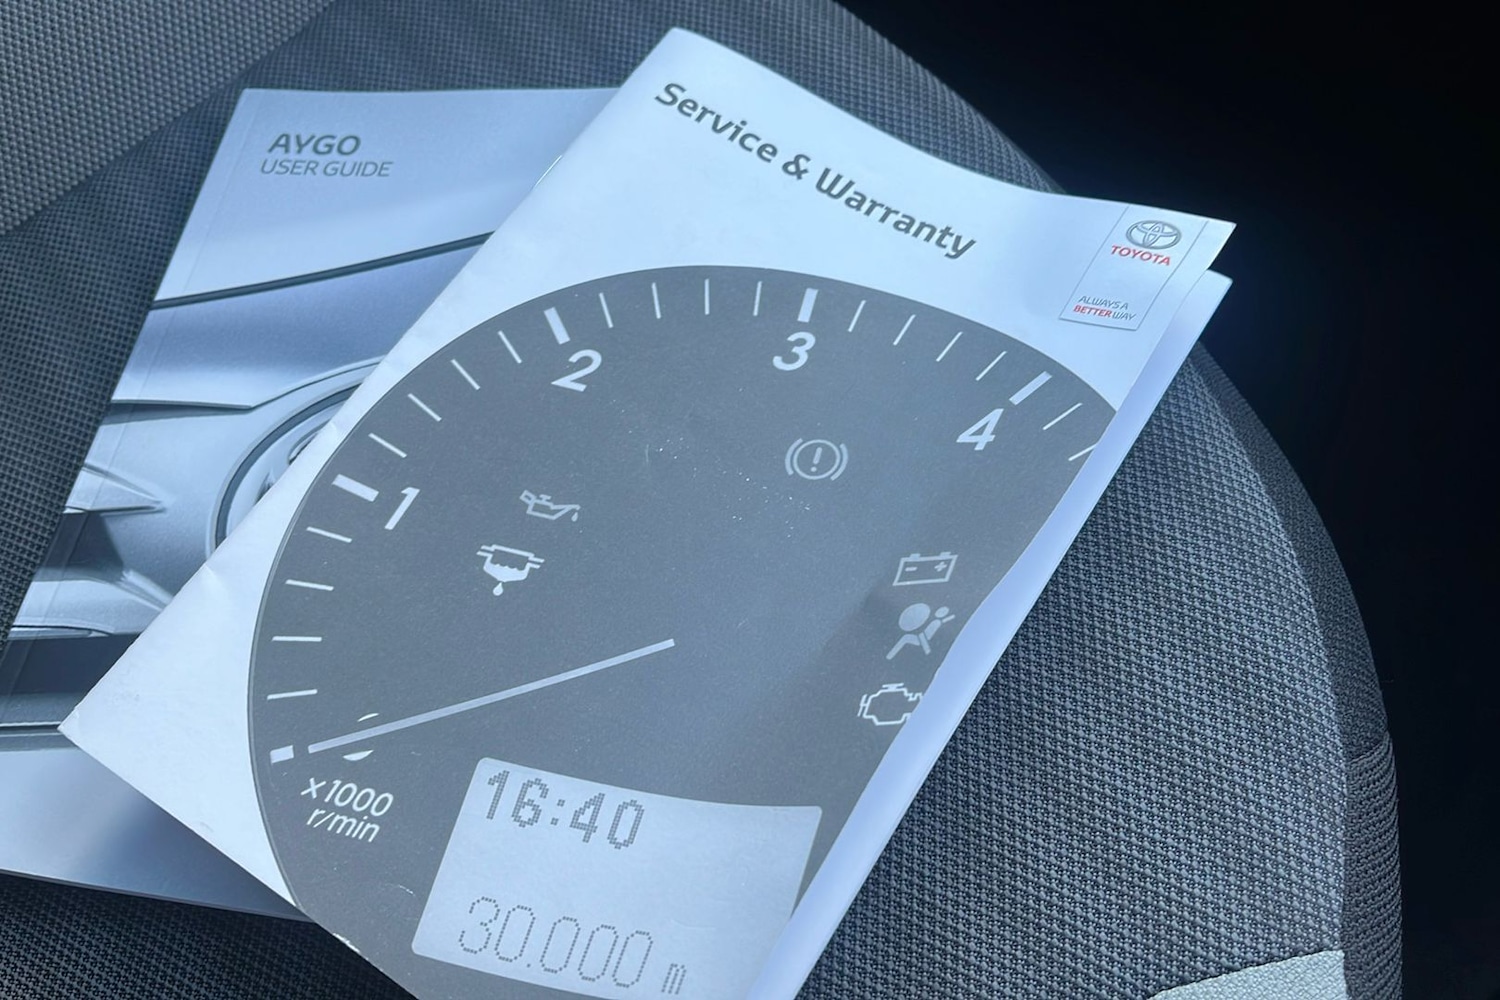 AYGO
USER GUIDE
Service & Warranty
TOYOTA
ALWAYS A
BETTER WAY
1
2
3
4
x1000
r/min
16:40
30.000 m